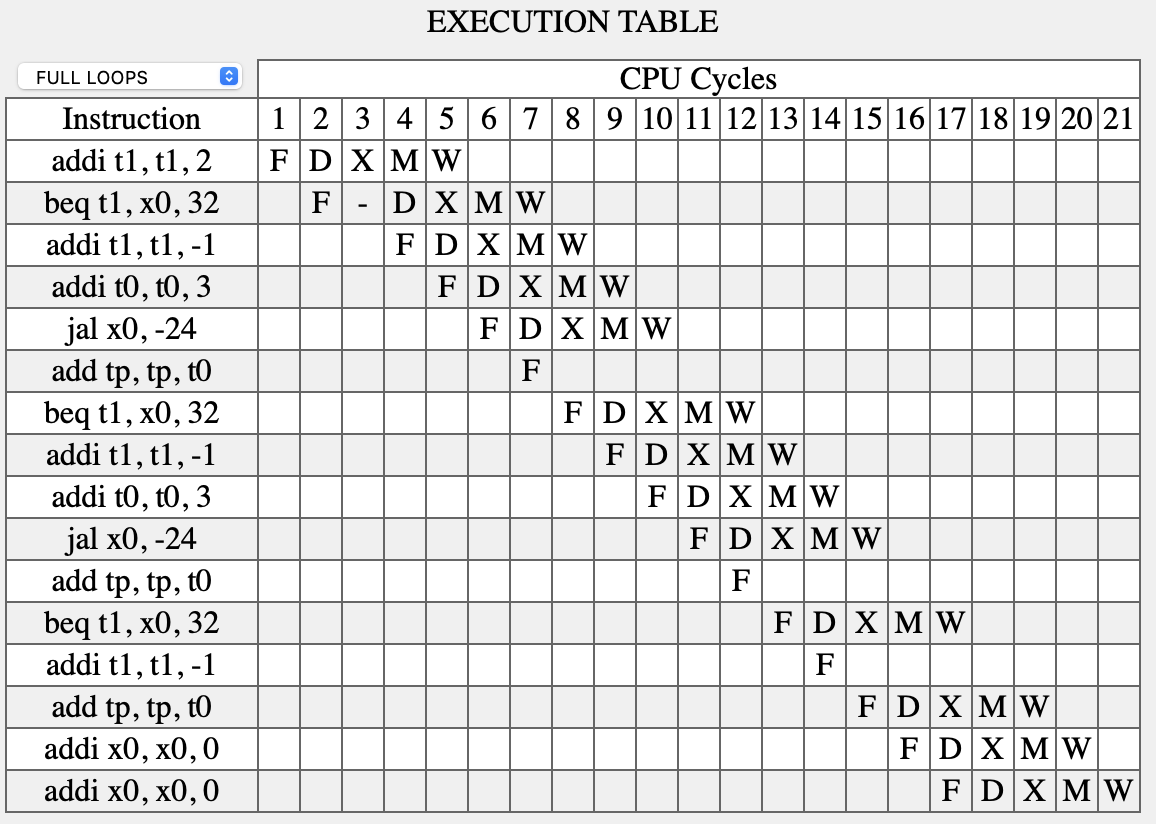 EXECUTION TABLE
FULL LOOPS CPU Cycles
Instruction 1 2 3 4 5 6 7 8 9 10 11 12 13 14 15 16 17 18 19 20 21
addi t1, t1, 2 F D X M W
beq t1, x0, 32 F - D X M W
addi t1, t1, -1 F D X M W
addi t0, t0, 3 F D X M W
jal x0, -24 F D X M W
add tp, tp, t0 F
beq t1, x0, 32 F D X M W
addi t1, t1, -1 F D X M W
addi t0, t0, 3 F D X M W
jal x0, -24 F D X M W
add tp, tp, t0 F
beq t1, x0, 32 F D X M W
addi t1, t1, -1 F
add tp, tp, t0 F D X M W
addi x0, x0, 0 F D X M W
addi x0, x0, 0 F D X M W